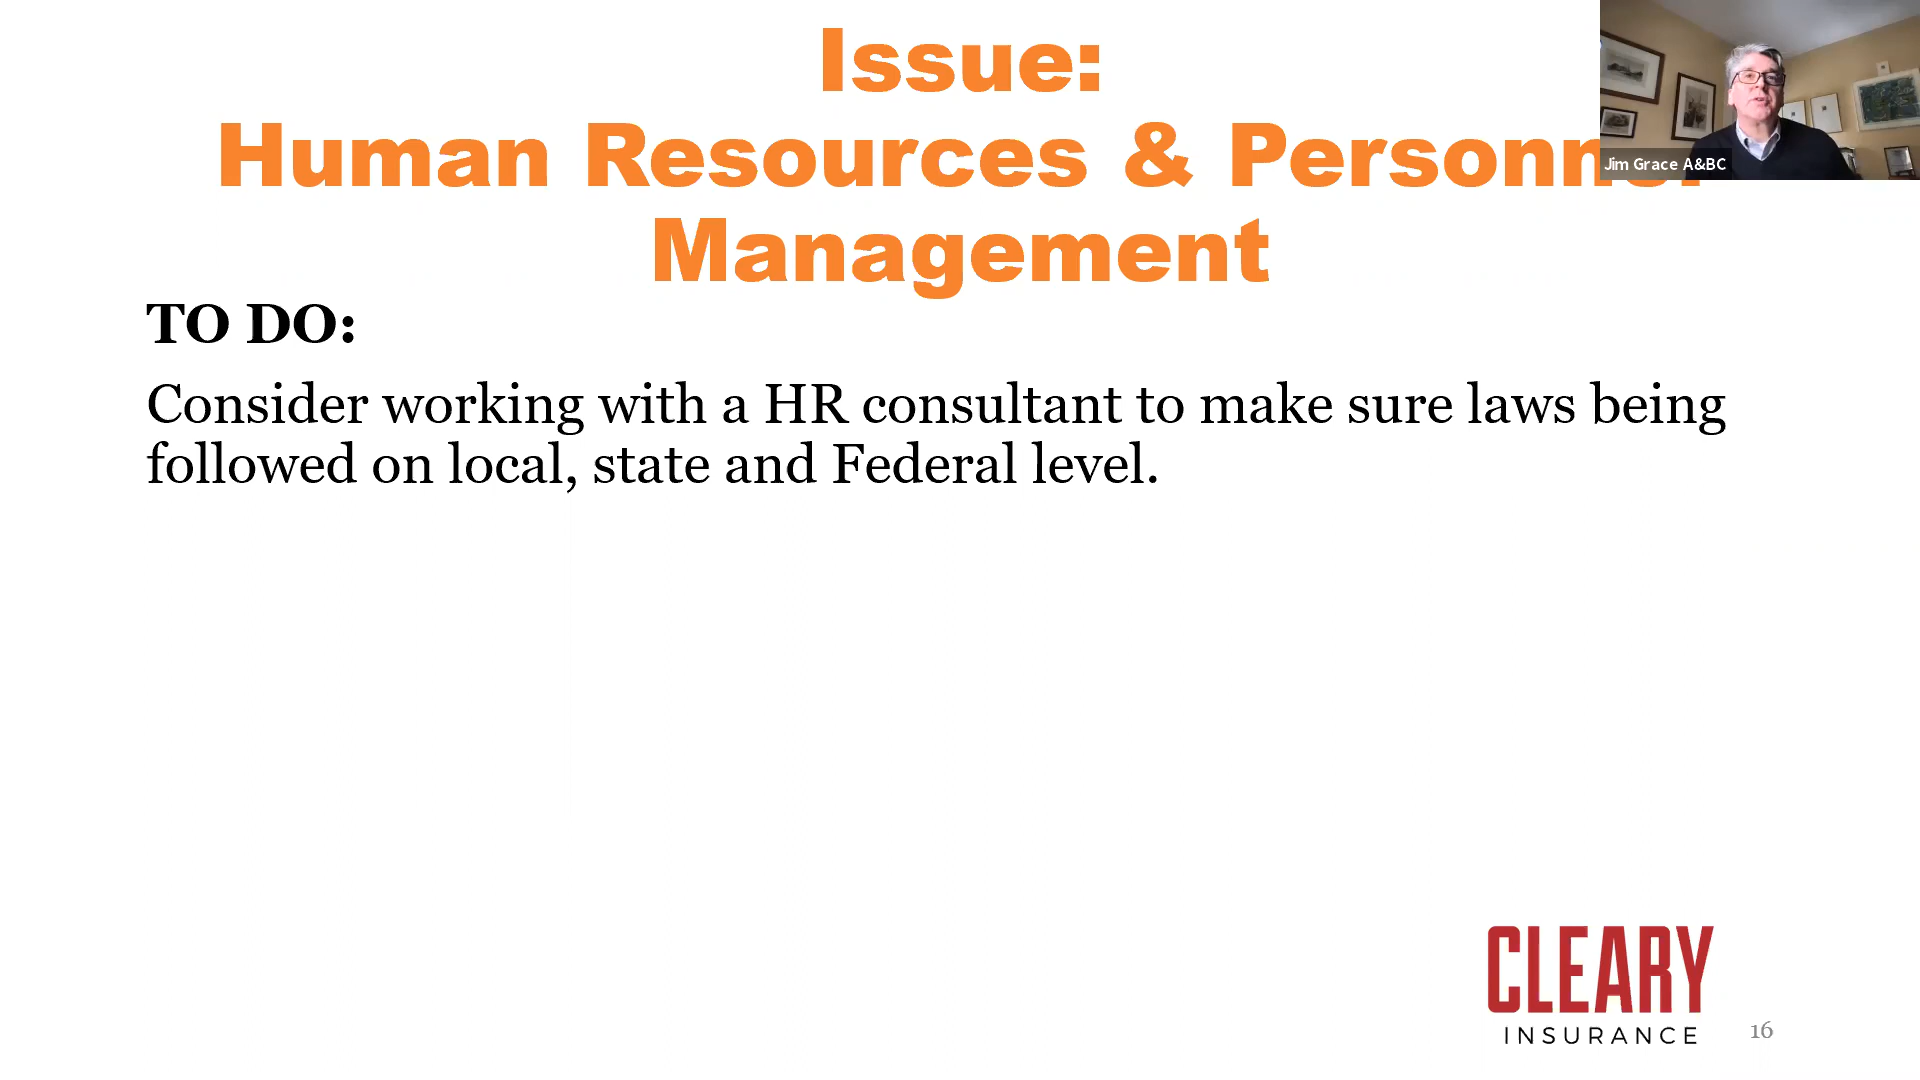 Issue:
Human Resources & Personnel
Management
Jim Grace A&BC
TO DO:
Consider working with a HR consultant to make sure laws being
followed on local, state and Federal level.
CLEARY
INSURANCE
16